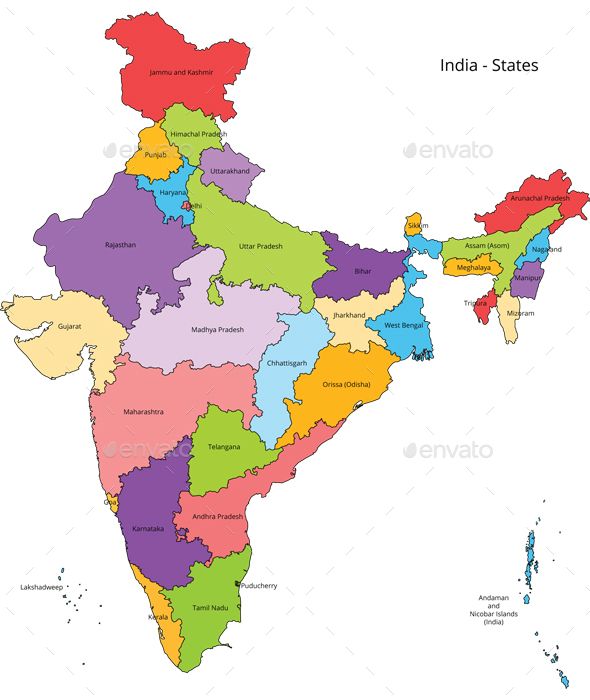 India - States
Jammu and Kashmir
Himachal Pradesh
Punjab
Uttarakhand
Haryana
Delhi
Arunachal Pradesh
Sikkim
Rajasthan
Uttar Pradesh
Assam (Asom)
Nagaland
Bihar
Meghalaya
Manipur
Tripura
Mizoram
Gujarat
Madhya Pradesh
Jharkhand
West Bengal
Chhattisgarh
Orissa (Odisha)
Maharashtra
Telangana
Goa
Andhra Pradesh
Karnataka
Lakshadweep
Puducherry
Kerala
Tamil Nadu
Andaman
and
Nicobar Islands
(India)
envato
envato
envato
envato
envato
envato